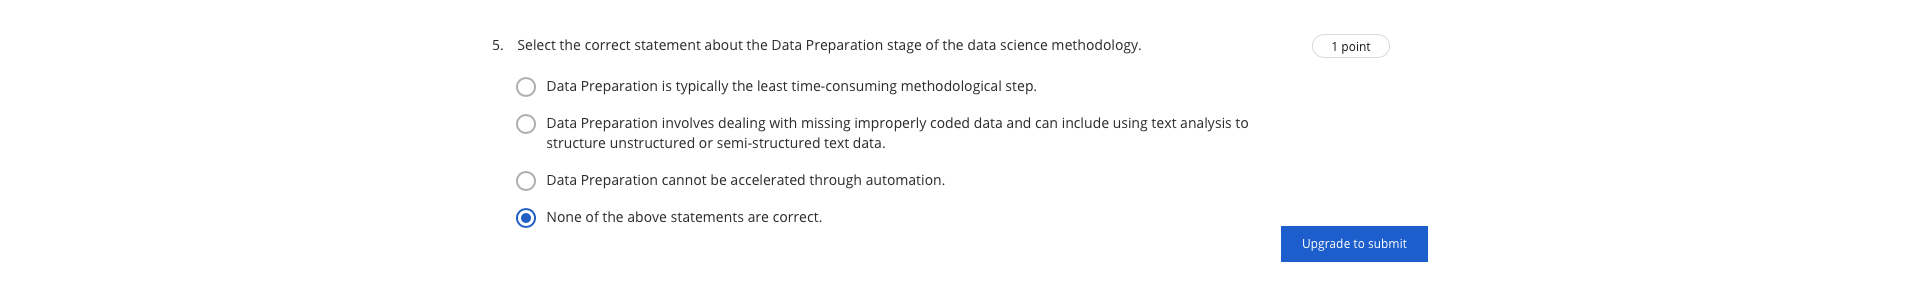 5. Select the correct statement about the Data Preparation stage of the data science methodology.
1 point
Data Preparation is typically the least time-consuming methodological step.
Data Preparation involves dealing with missing improperly coded data and can include using text analysis to
structure unstructured or semi-structured text data.
Data Preparation cannot be accelerated through automation.
None of the above statements are correct.
Upgrade to submit